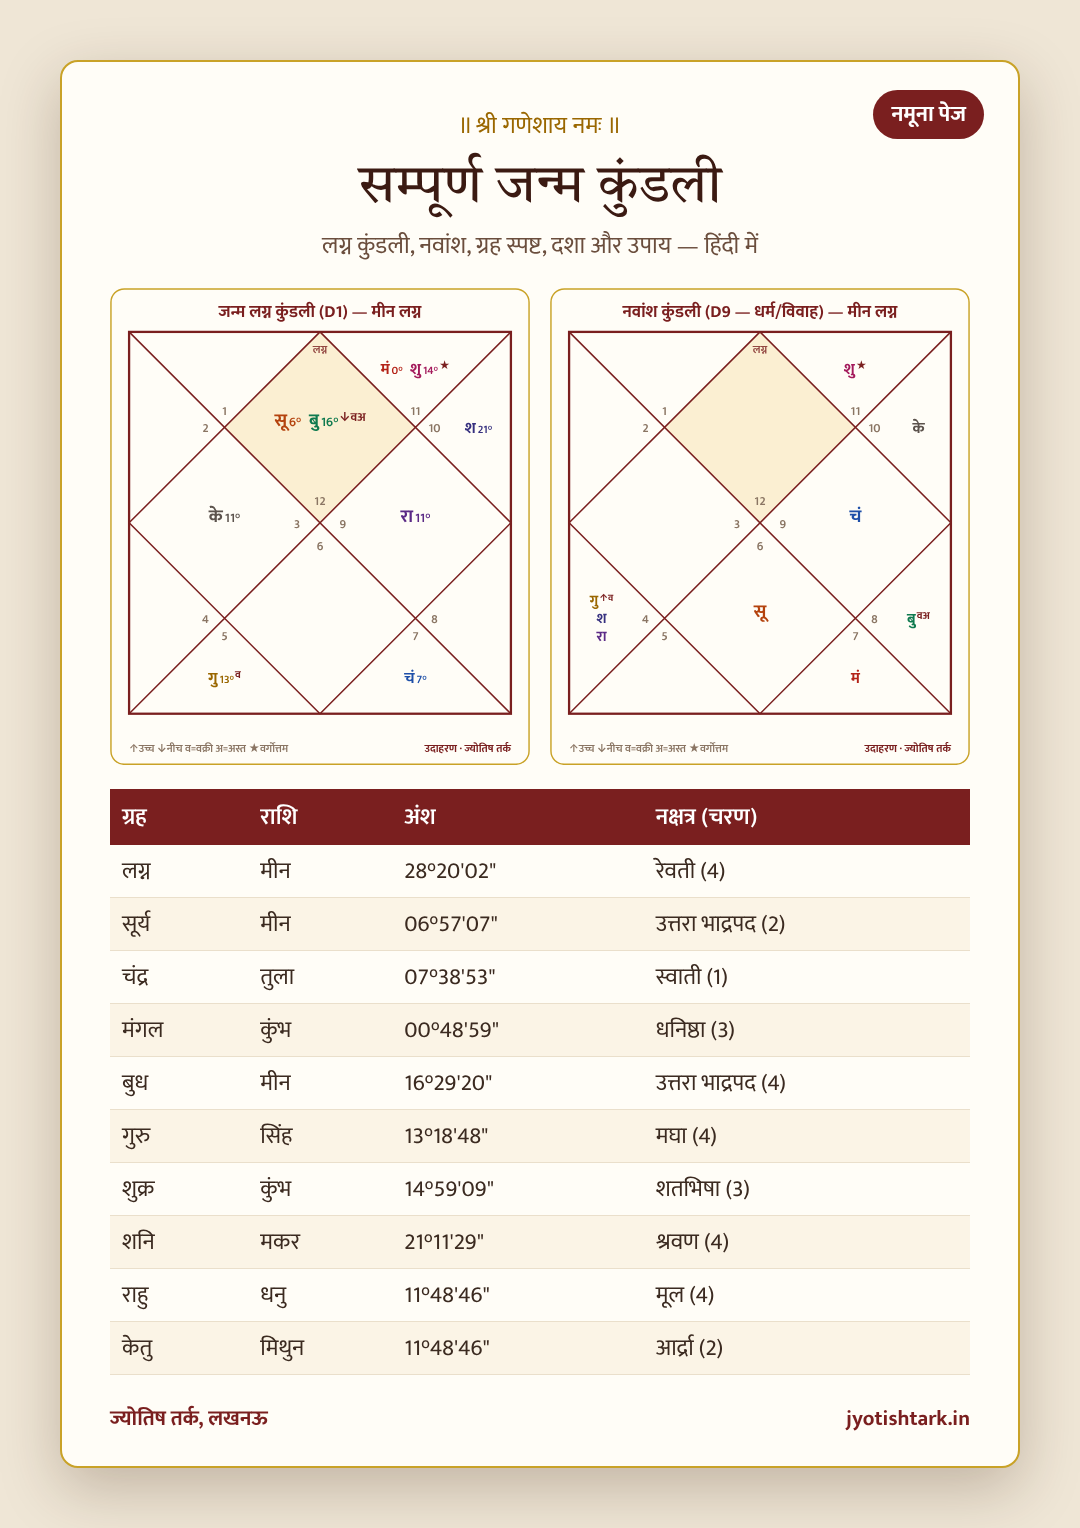 नमूना पेज
॥ श्री गणेशाय नमः ॥
सम्पूर्ण जन्म कुंडली
लग्न कुंडली, नवांश, ग्रह स्पष्ट, दशा और उपाय — हिंदी में
जन्म लग्न कुंडली (D1) — मीन लग्न
लग्न
मं 0° शु 14° ★
1 11
सू 6° बु 16° ↓वअ
2 10 श 21°
12
के 11° रा 11°
3 9
6
4 8
5 7
गु 13° व चं 7°
↑उच्च ↓नीच व=वक्री अ=अस्त ★वर्गोत्तम उदाहरण · ज्योतिष तर्क
नवांश कुंडली (D9 — धर्म/विवाह) — मीन लग्न
लग्न
शु ★
1 11
2 10 के
12
चं
3 9
6
गु ↑व
सू
श 4 8 बु वअ
रा 5 7
मं
↑उच्च ↓नीच व=वक्री अ=अस्त ★वर्गोत्तम उदाहरण · ज्योतिष तर्क
ग्रह राशि अंश नक्षत्र (चरण)
लग्न मीन 28°20'02" रेवती (4)
सूर्य मीन 06°57'07" उत्तरा भाद्रपद (2)
चंद्र तुला 07°38'53" स्वाती (1)
मंगल कुंभ 00°48'59" धनिष्ठा (3)
बुध मीन 16°29'20" उत्तरा भाद्रपद (4)
गुरु सिंह 13°18'48" मघा (4)
शुक्र कुंभ 14°59'09" शतभिषा (3)
शनि मकर 21°11'29" श्रवण (4)
राहु धनु 11°48'46" मूल (4)
केतु मिथुन 11°48'46" आर्द्रा (2)
ज्योतिष तर्क, लखनऊ jyotishtark.in